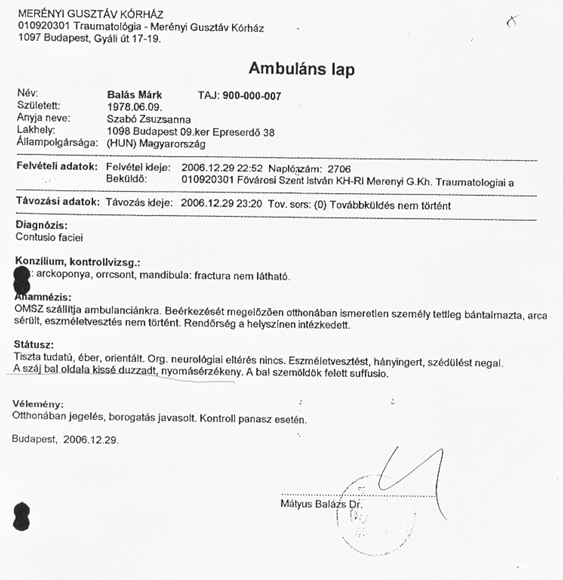 MERÉNYI GUSZTÁV KÓRHÁZ
010920301 Traumatológia - Merényi Gusztáv Kórház
1097 Budapest, Gyáli út 17-19.
Ambuláns lap
Név: Balás Márk TAJ: 900-000-007
Született: 1978.06.09.
Anyja neve: Szabó Zsuzsanna
Lakhely: 1098 Budapest 09.ker Epreserdő 38
Állampolgársága: (HUN) Magyarország
Felvételi adatok: Felvétel ideje: 2006.12.29 22:52 Naplószám: 2706
Beküldő: 010920301 Fővárosi Szent István KH-RI Merenyi G.Kh. Traumatologiai a
Távozási adatok: Távozás ideje: 2006.12.29 23:20 Tov. sors: (0) Továbbküldés nem történt
Diagnózis:
Contusio faciei
Konzílium, kontrollvizsg.:
: arckoponya, orrcsont, mandibula: fractura nem látható.
Anamnézis:
OMSZ szállítja ambulanciánkra. Beérkezését megelőzően otthonában ismeretlen személy tettleg bántalmazta, arca
sérült, eszméletvesztés nem történt. Rendőrség a helyszínen intézkedett.
Státusz:
Tiszta tudatú, éber, orientált. Org. neurológiai eltérés nincs. Eszméletvesztést, hányingert, szédülést negal.
A száj bal oldala kissé duzzadt, nyomásérzékeny. A bal szemöldök felett suffusio.
Vélemény:
Otthonában jegelés, borogatás javasolt. Kontroll panasz esetén.
Budapest, 2006.12.29.
Mátyus Balázs Dr.